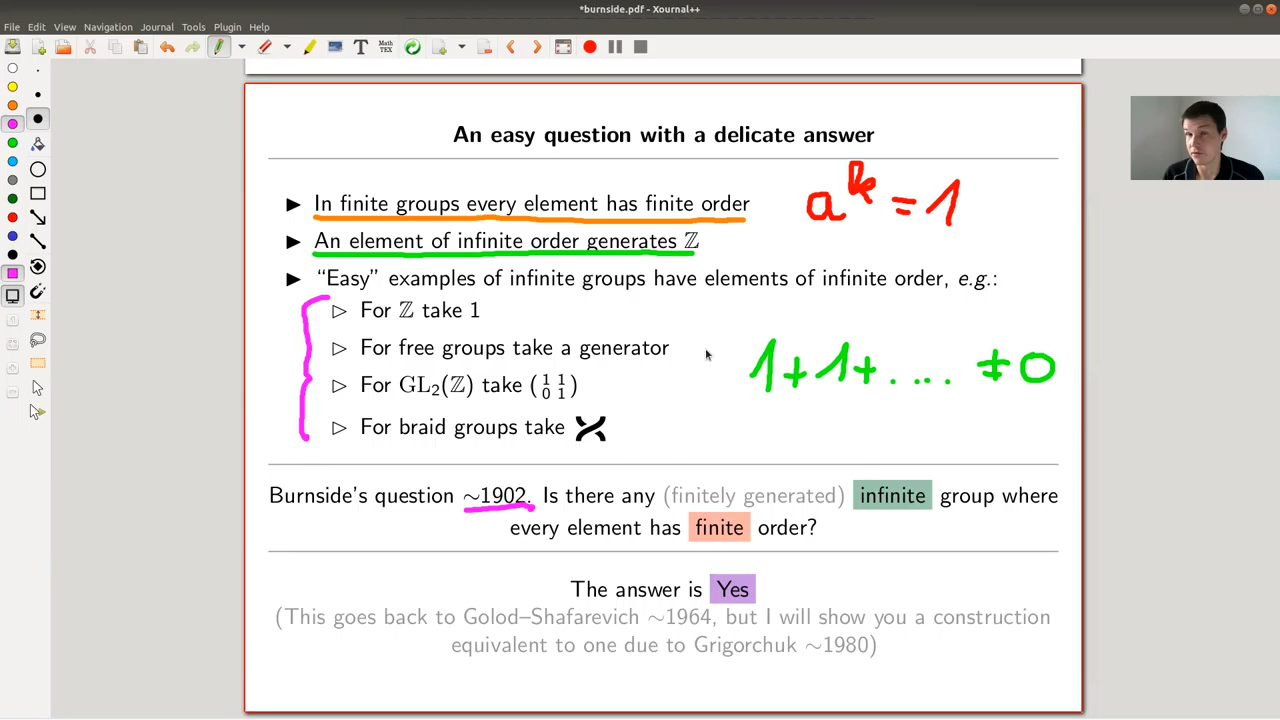 *burnside.pdf - Xournal++
File Edit View Navigation Journal Tools Plugin Help
T Math TEX
An easy question with a delicate answer
▶ In finite groups every element has finite order
a^k = 1
▶ An element of infinite order generates ℤ
▶ “Easy” examples of infinite groups have elements of infinite order, e.g.:
▷ For ℤ take 1
▷ For free groups take a generator
1 + 1 + .... ≠ 0
▷ For GL₂(ℤ) take (1 1 0 1)
▷ For braid groups take
Burnside’s question ~1902. Is there any (finitely generated) infinite group where
every element has finite order?
The answer is Yes
(This goes back to Golod–Shafarevich ~1964, but I will show you a construction
equivalent to one due to Grigorchuk ~1980)